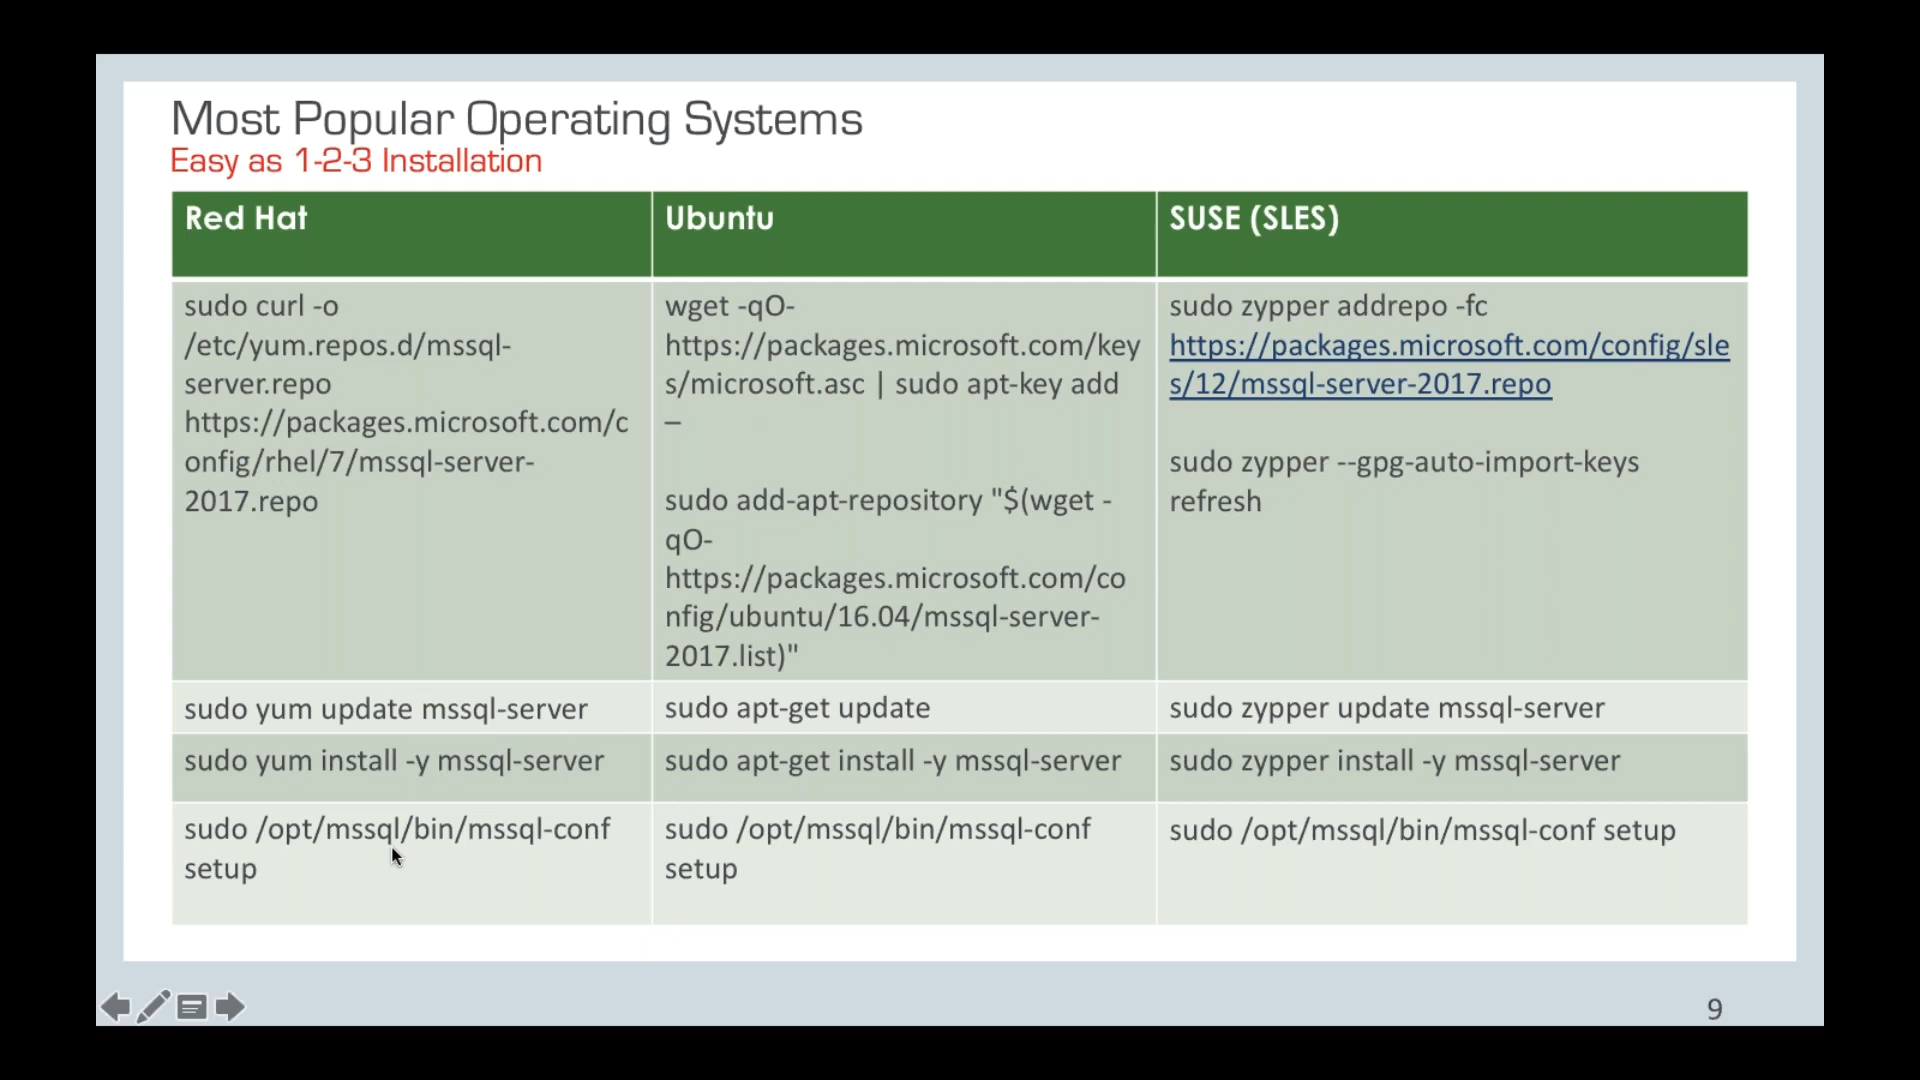 Most Popular Operating Systems
Easy as 1-2-3 Installation
Red Hat
Ubuntu
SUSE (SLES)
sudo curl -o
/etc/yum.repos.d/mssql-
server.repo
https://packages.microsoft.com/c
onfig/rhel/7/mssql-server-
2017.repo
wget -qO-
https://packages.microsoft.com/key
s/microsoft.asc | sudo apt-key add
–
sudo add-apt-repository "$(wget -
qO-
https://packages.microsoft.com/co
nfig/ubuntu/16.04/mssql-server-
2017.list)"
sudo zypper addrepo -fc
https://packages.microsoft.com/config/sle
s/12/mssql-server-2017.repo
sudo zypper --gpg-auto-import-keys
refresh
sudo yum update mssql-server
sudo apt-get update
sudo zypper update mssql-server
sudo yum install -y mssql-server
sudo apt-get install -y mssql-server
sudo zypper install -y mssql-server
sudo /opt/mssql/bin/mssql-conf
setup
sudo /opt/mssql/bin/mssql-conf
setup
sudo /opt/mssql/bin/mssql-conf setup
9